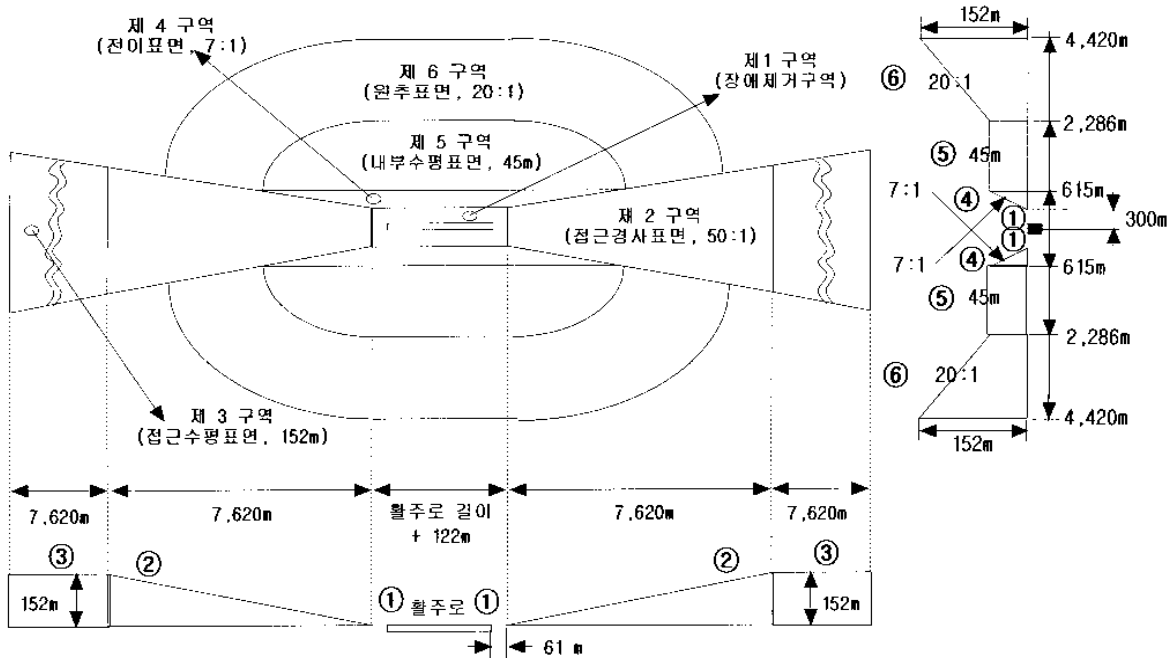 제 4 구역
(전이표면, 7:1)
제 6 구역
(원추표면, 20:1)
제1 구역
(장애제거구역)
제 5 구역
(내부수평표면, 45m)
제 2 구역
(접근경사표면, 50:1)
제 3 구역
(접근수평표면, 152m)
7,620m
7,620m
활주로 길이
+ 122m
7,620m
7,620m
③
②
②
③
152m
① 활주로 ①
152m
61 m
152m
4,420m
⑥ 20:1
2,286m
⑤ 45m
7:1
④
615m
①
300m
①
7:1
④
615m
⑤ 45m
2,286m
⑥ 20:1
4,420m
152m